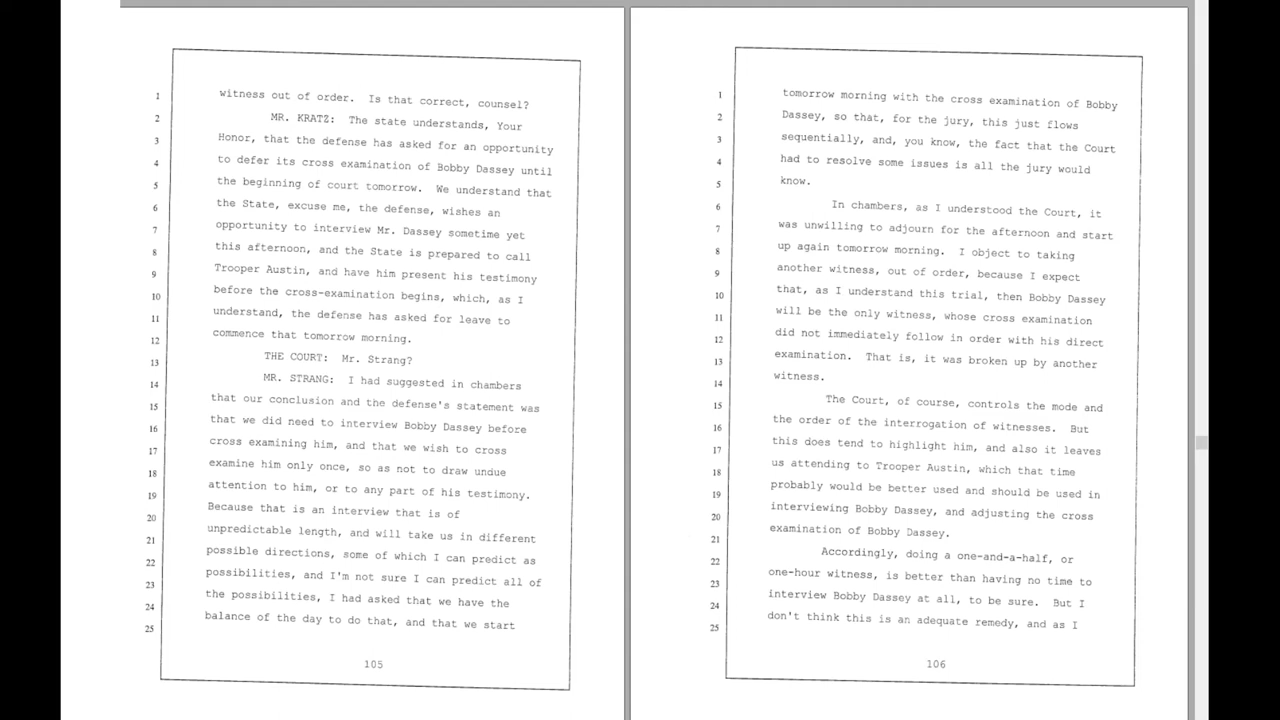 1 witness out of order. Is that correct, counsel?
2 MR. KRATZ: The state understands, Your
3 Honor, that the defense has asked for an opportunity
4 to defer its cross examination of Bobby Dassey until
5 the beginning of court tomorrow. We understand that
6 the State, excuse me, the defense, wishes an
7 opportunity to interview Mr. Dassey sometime yet
8 this afternoon, and the State is prepared to call
9 Trooper Austin, and have him present his testimony
10 before the cross-examination begins, which, as I
11 understand, the defense has asked for leave to
12 commence that tomorrow morning.
13 THE COURT: Mr. Strang?
14 MR. STRANG: I had suggested in chambers
15 that our conclusion and the defense's statement was
16 that we did need to interview Bobby Dassey before
17 cross examining him, and that we wish to cross
18 examine him only once, so as not to draw undue
19 attention to him, or to any part of his testimony.
20 Because that is an interview that is of
21 unpredictable length, and will take us in different
22 possible directions, some of which I can predict as
23 possibilities, and I'm not sure I can predict all of
24 the possibilities, I had asked that we have the
25 balance of the day to do that, and that we start
105
1 tomorrow morning with the cross examination of Bobby
2 Dassey, so that, for the jury, this just flows
3 sequentially, and, you know, the fact that the Court
4 had to resolve some issues is all the jury would
5 know.
6 In chambers, as I understood the Court, it
7 was unwilling to adjourn for the afternoon and start
8 up again tomorrow morning. I object to taking
9 another witness, out of order, because I expect
10 that, as I understand this trial, then Bobby Dassey
11 will be the only witness, whose cross examination
12 did not immediately follow in order with his direct
13 examination. That is, it was broken up by another
14 witness.
15 The Court, of course, controls the mode and
16 the order of the interrogation of witnesses. But
17 this does tend to highlight him, and also it leaves
18 us attending to Trooper Austin, which that time
19 probably would be better used and should be used in
20 interviewing Bobby Dassey, and adjusting the cross
21 examination of Bobby Dassey.
22 Accordingly, doing a one-and-a-half, or
23 one-hour witness, is better than having no time to
24 interview Bobby Dassey at all, to be sure. But I
25 don't think this is an adequate remedy, and as I
106